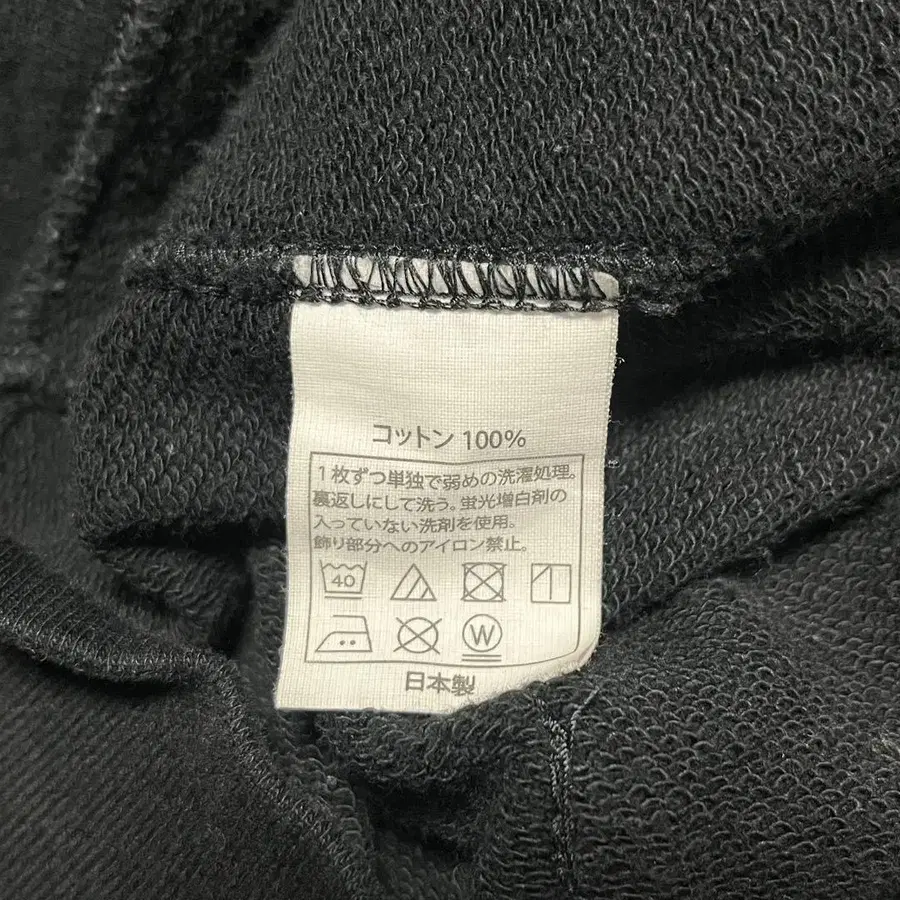 コットン 100%
1枚ずつ単独で弱めの洗濯処理。
裏返しにして洗う。蛍光増白剤の
入っていない洗剤を使用。
飾り部分へのアイロン禁止。
40
W
日本製